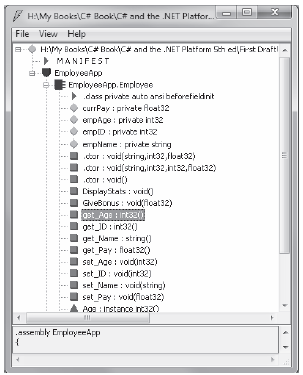 H:\My Books\C# Book\C# and the .NET Platfor...
File View Help
H:\My Books\C# Book\C# and the .NET Platform 5th ed\First Draft\
M A N I F E S T
EmployeeApp
EmployeeApp.Employee
.class private auto ansi beforefieldinit
currPay : private float32
empAge : private int32
empID : private int32
empName : private string
.ctor : void(string,int32,float32)
.ctor : void(string,int32,int32,float32)
.ctor : void()
DisplayStats : void()
GiveBonus : void(float32)
get_Age : int32()
get_ID : int32()
get_Name : string()
get_Pay : float32()
set_Age : void(int32)
set_ID : void(int32)
set_Name : void(string)
set_Pay : void(float32)
Age : instance int32()
.assembly EmployeeApp
{